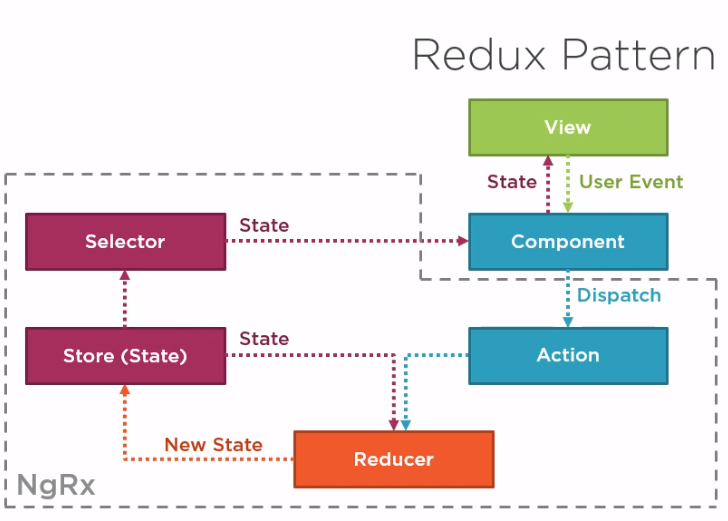 Redux Pattern
View
State
User Event
Selector
State
Component
Dispatch
Store (State)
State
Action
New State
Reducer
NgRx